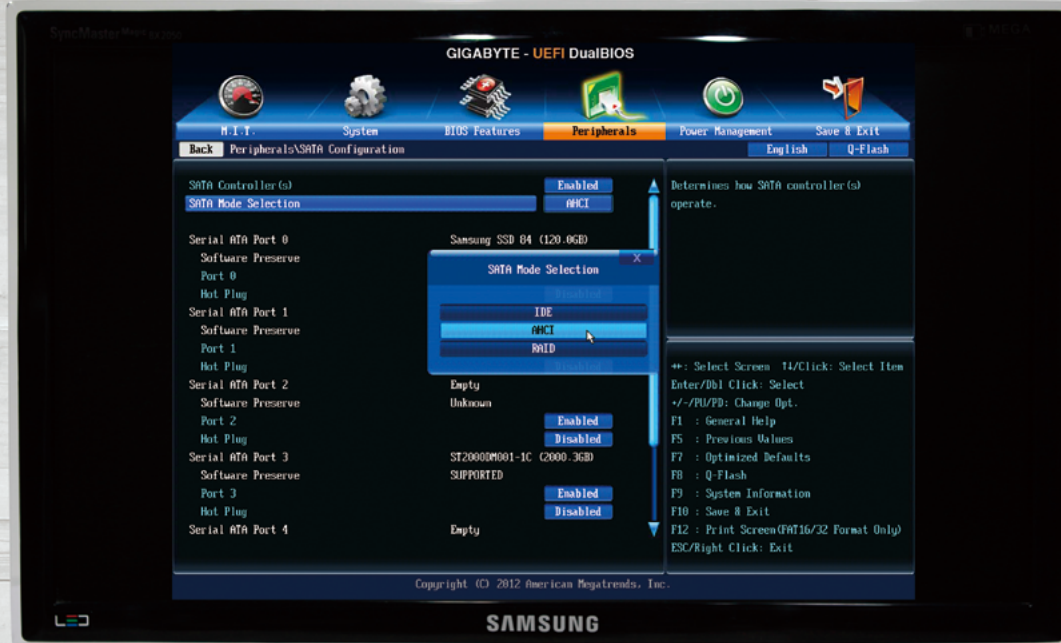 SyncMaster Magic
MEGA
GIGABYTE - UEFI DualBIOS
M.I.T. System BIOS Features Peripherals Power Management Save & Exit
Back Peripherals\SATA Configuration English Q-Flash
SATA Controller(s) Enabled
SATA Mode Selection AHCI
Serial ATA Port 0 Samsung SSD 84 (120.0GB)
Software Preserve
Port 0
Hot Plug Disabled
Serial ATA Port 1
Software Preserve
Port 1
Hot Plug Disabled
Serial ATA Port 2 Empty
Software Preserve Unknown
Port 2 Enabled
Hot Plug Disabled
Serial ATA Port 3 ST2000DM001-1C (2000.3GB)
Software Preserve SUPPORTED
Port 3 Enabled
Hot Plug Disabled
Serial ATA Port 4 Empty
X
SATA Mode Selection
IDE
AHCI
RAID
Determines how SATA controller(s)
operate.
↔: Select Screen ↑↓/Click: Select Item
Enter/Dbl Click: Select
+/-/PU/PD: Change Opt.
F1 : General Help
F5 : Previous Values
F7 : Optimized Defaults
F8 : Q-Flash
F9 : System Information
F10 : Save & Exit
F12 : Print Screen(FAT16/32 Format Only)
ESC/Right Click: Exit
Copyright (C) 2012 American Megatrends, Inc.
LED
SAMSUNG